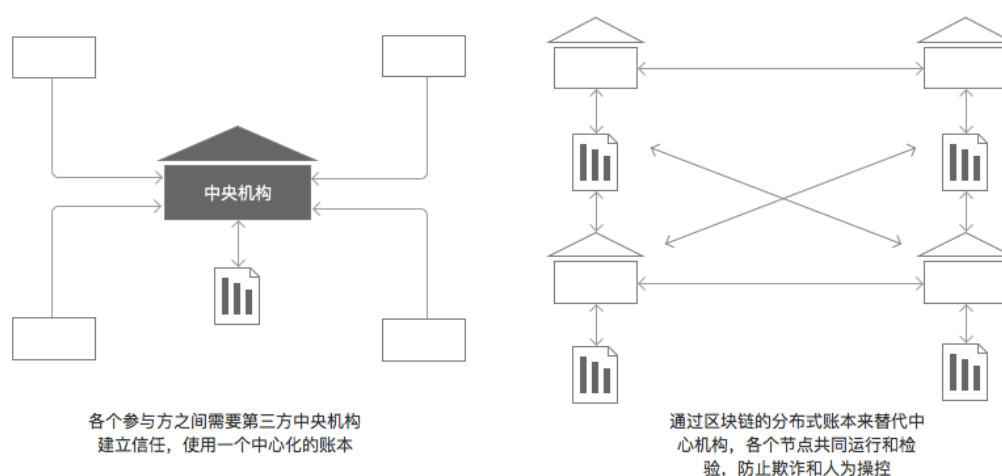 中央机构
各个参与方之间需要第三方中央机构
建立信任，使用一个中心化的账本
通过区块链的分布式账本来替代中
心机构，各个节点共同运行和检
验，防止欺诈和人为操控